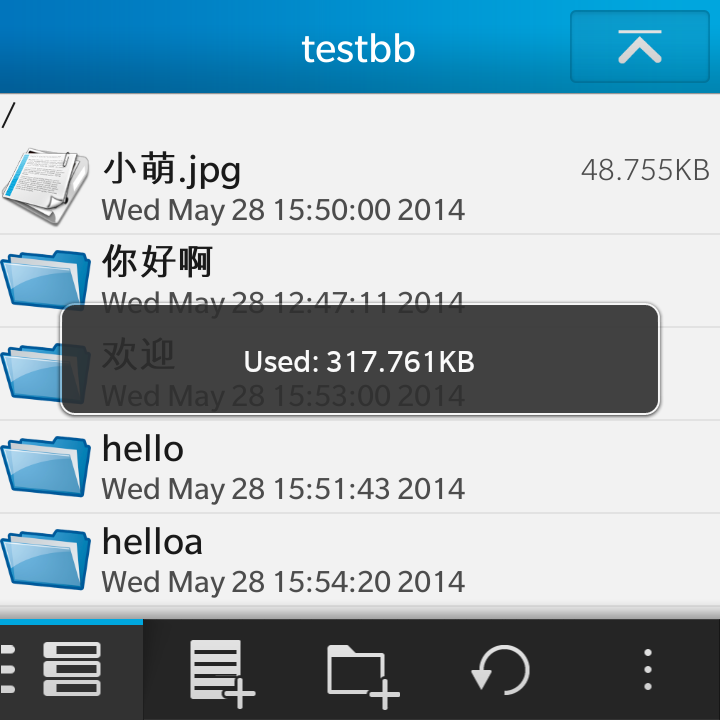 testbb
/
小萌.jpg
48.755KB
Wed May 28 15:50:00 2014
你好啊
Wed May 28 12:47:11 2014
欢迎
Used: 317.761KB
Wed May 28 15:53:00 2014
hello
Wed May 28 15:51:43 2014
helloa
Wed May 28 15:54:20 2014